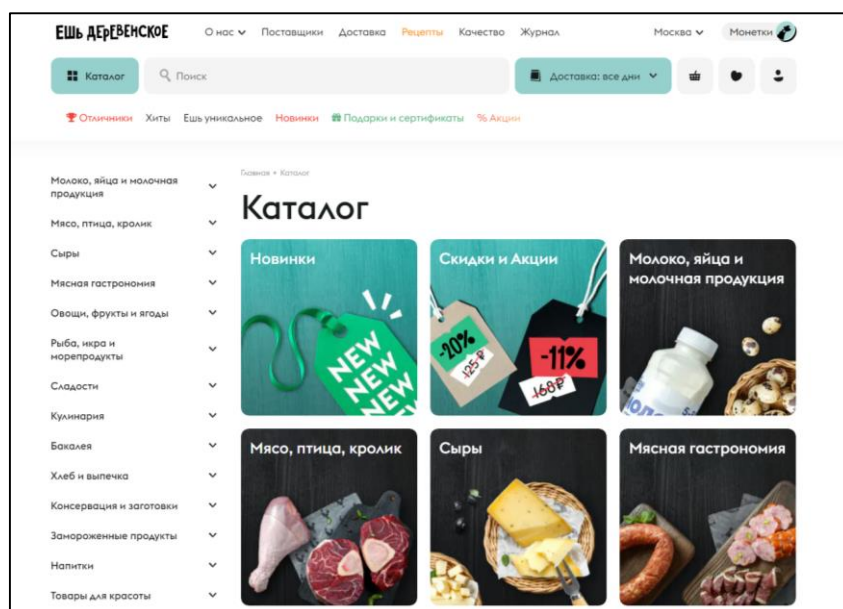 ЕШЬ ДЕРЕВЕНСКОЕ
О нас
Поставщики
Доставка
Рецепты
Качество
Журнал
Москва
Монетки
Каталог
Поиск
Доставка: все дни
Отличники
Хиты
Ешь уникальное
Новинки
Подарки и сертификаты
% Акции
Молоко, яйца и молочная
продукция
Мясо, птица, кролик
Сыры
Мясная гастрономия
Овощи, фрукты и ягоды
Рыба, икра и
морепродукты
Сладости
Кулинария
Бакалея
Хлеб и выпечка
Консервация и заготовки
Замороженные продукты
Напитки
Товары для красоты
Главная • Каталог
Каталог
Новинки
NEW
NEW
NEW
NEW
Скидки и Акции
-20%
125 ₽
-11%
168₽
Молоко, яйца и
молочная продукция
Мясо, птица, кролик
Сыры
Мясная гастрономия